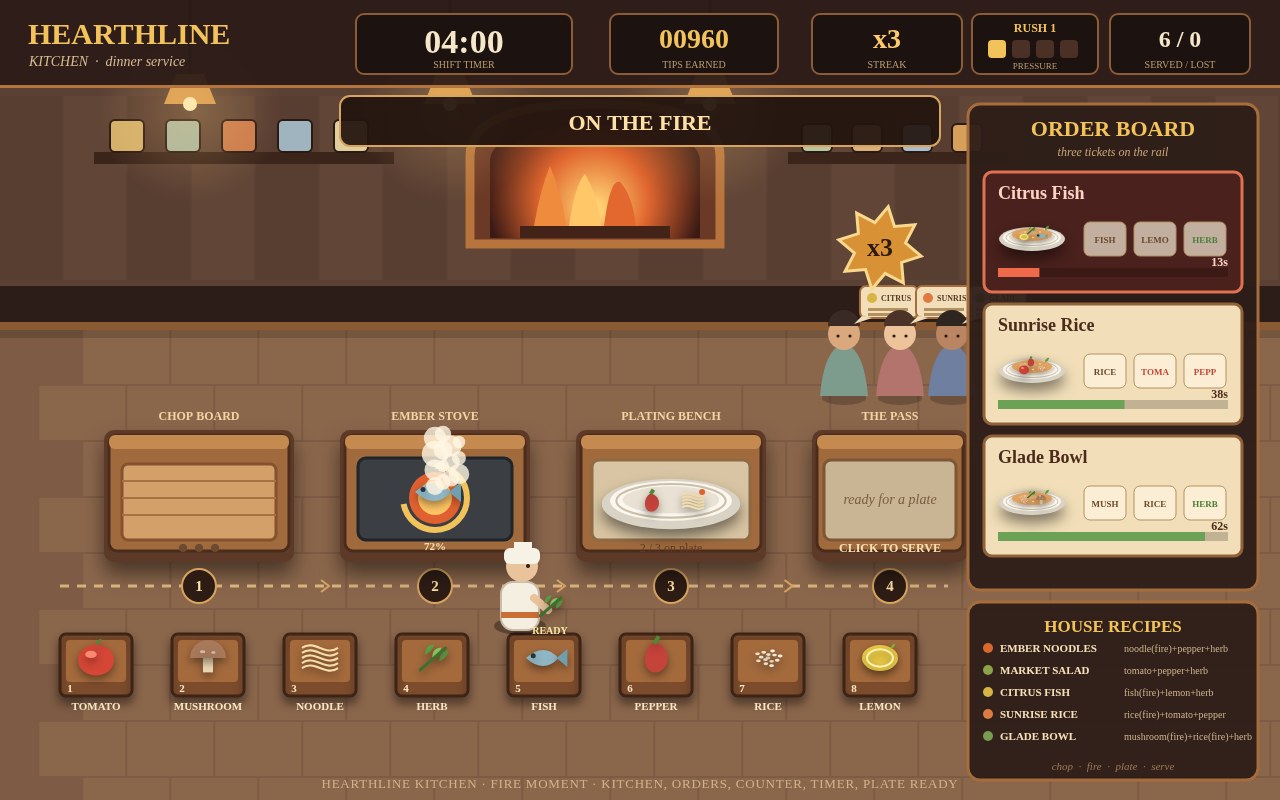 HEARTHLINE
KITCHEN · dinner service
04:00
SHIFT TIMER
00960
TIPS EARNED
x3
STREAK
RUSH 1
PRESSURE
6 / 0
SERVED / LOST
ON THE FIRE
x3
CITRUS
SUNRIS
ORDER BOARD
three tickets on the rail
Citrus Fish
FISH LEMO HERB
13s
Sunrise Rice
RICE TOMA PEPP
38s
Glade Bowl
MUSH RICE HERB
62s
CHOP BOARD
EMBER STOVE
PLATING BENCH
THE PASS
72%
2 / 3 on plate
ready for a plate
CLICK TO SERVE
1
2
3
4
READY
1
TOMATO
2
MUSHROOM
3
NOODLE
4
HERB
5
FISH
6
PEPPER
7
RICE
8
LEMON
HOUSE RECIPES
EMBER NOODLES noodle(fire)+pepper+herb
MARKET SALAD tomato+pepper+herb
CITRUS FISH fish(fire)+lemon+herb
SUNRISE RICE rice(fire)+tomato+pepper
GLADE BOWL mushroom(fire)+rice(fire)+herb
chop · fire · plate · serve
HEARTHLINE KITCHEN · FIRE MOMENT · KITCHEN, ORDERS, COUNTER, TIMER, PLATE READY